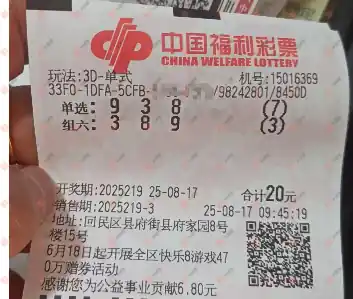 中国福利彩票
CHINA WELFARE LOTTERY
玩法:3D-单式 机号:15016369
33F0-1DFA-5CFB- /98242801/8450D
单选: 9 3 8 (7)
组六: 3 8 9 (3)
开奖期:2025219 25-08-17 合计20元
销售期:2025219-3 25-08-17 09:45:19
地址:回民区县府街县府家园8号
楼15号
6月18日起开展全区快乐8游戏47
0万赠券活动
感谢您为公益事业贡献6.80元